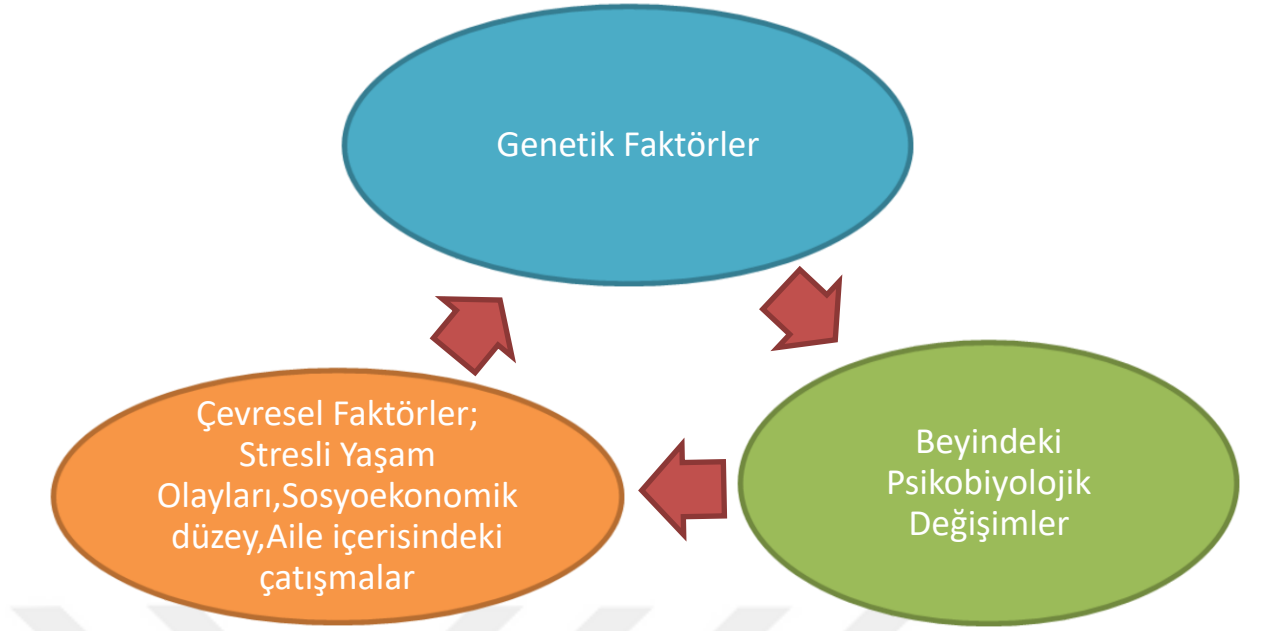 Genetik Faktörler
Çevresel Faktörler;
Stresli Yaşam
Olayları,Sosyoekonomik
düzey,Aile içerisindeki
çatışmalar
Beyindeki
Psikobiyolojik
Değişimler